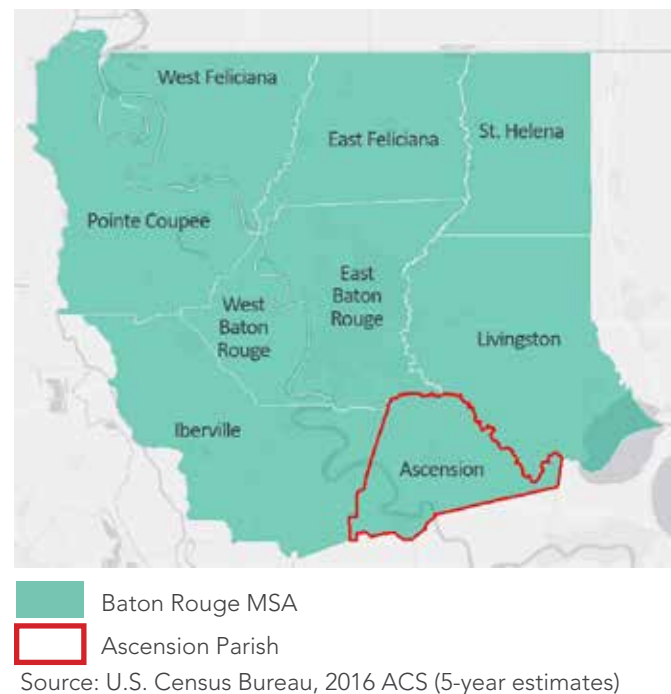 West Feliciana
East Feliciana
St. Helena
Pointe Coupee
East
Baton
Rouge
West
Baton
Rouge
Livingston
Iberville
Ascension
Baton Rouge MSA
Ascension Parish
Source: U.S. Census Bureau, 2016 ACS (5-year estimates)